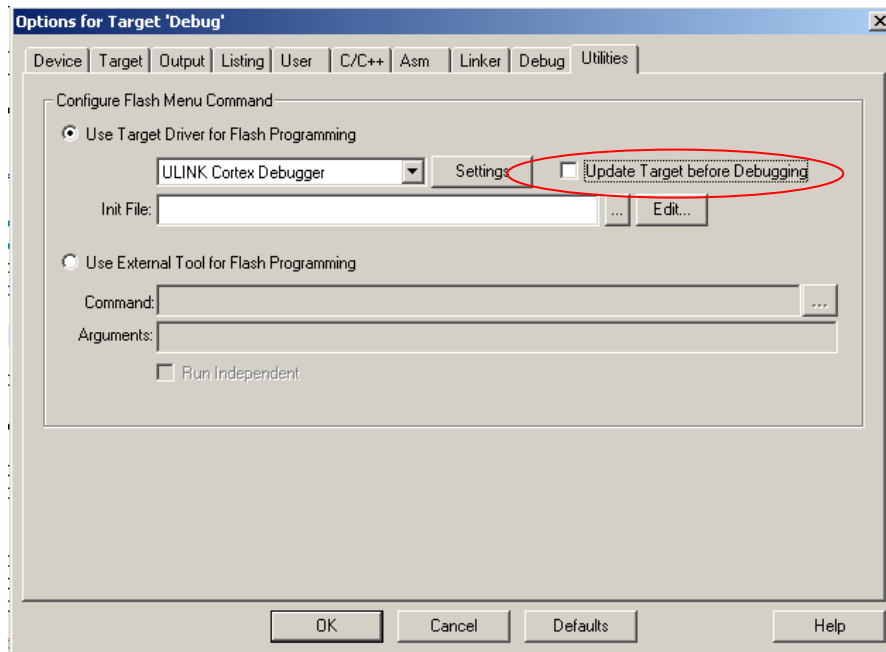 Options for Target 'Debug'
Device Target Output Listing User C/C++ Asm Linker Debug Utilities
Configure Flash Menu Command
Use Target Driver for Flash Programming
ULINK Cortex Debugger Settings Update Target before Debugging
Init File: ... Edit...
Use External Tool for Flash Programming
Command: ...
Arguments:
Run Independent
OK Cancel Defaults Help